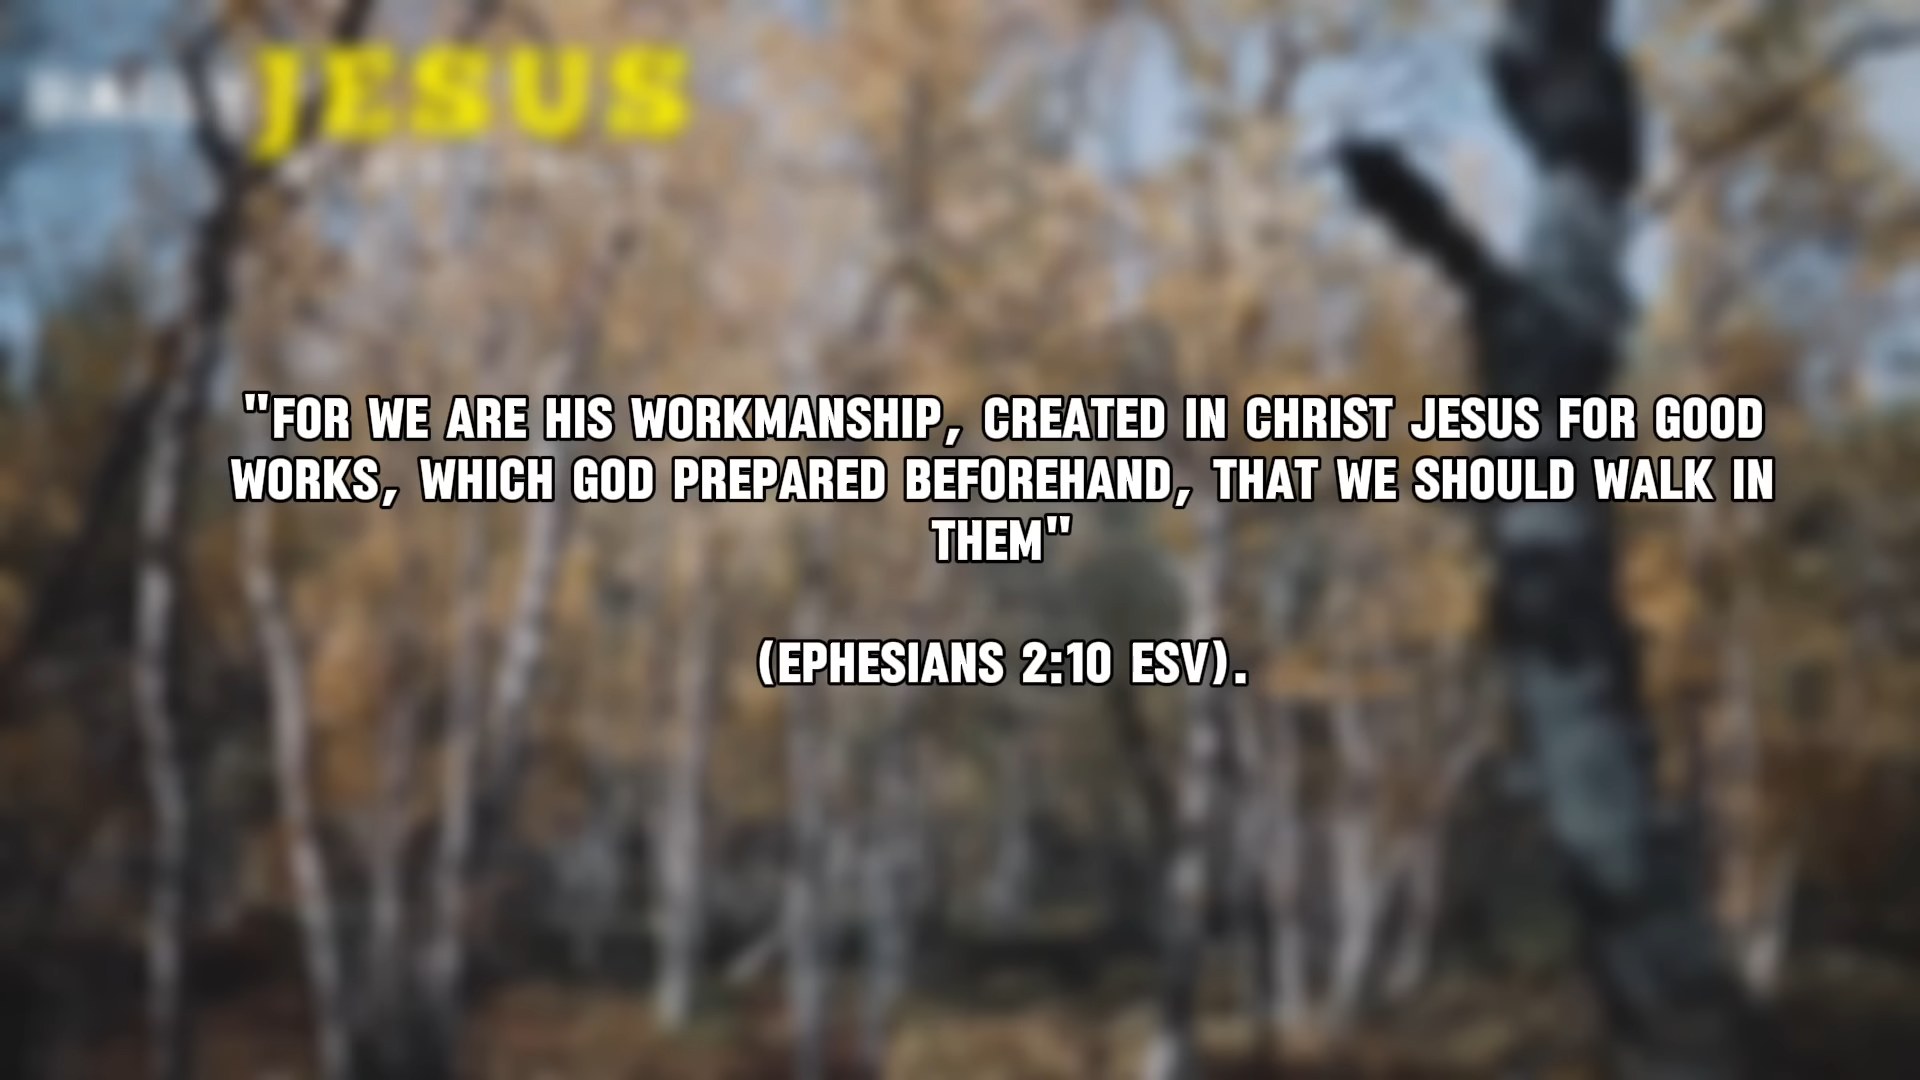 DAILY JESUS
"FOR WE ARE HIS WORKMANSHIP, CREATED IN CHRIST JESUS FOR GOOD
WORKS, WHICH GOD PREPARED BEFOREHAND, THAT WE SHOULD WALK IN
THEM"
(EPHESIANS 2:10 ESV).